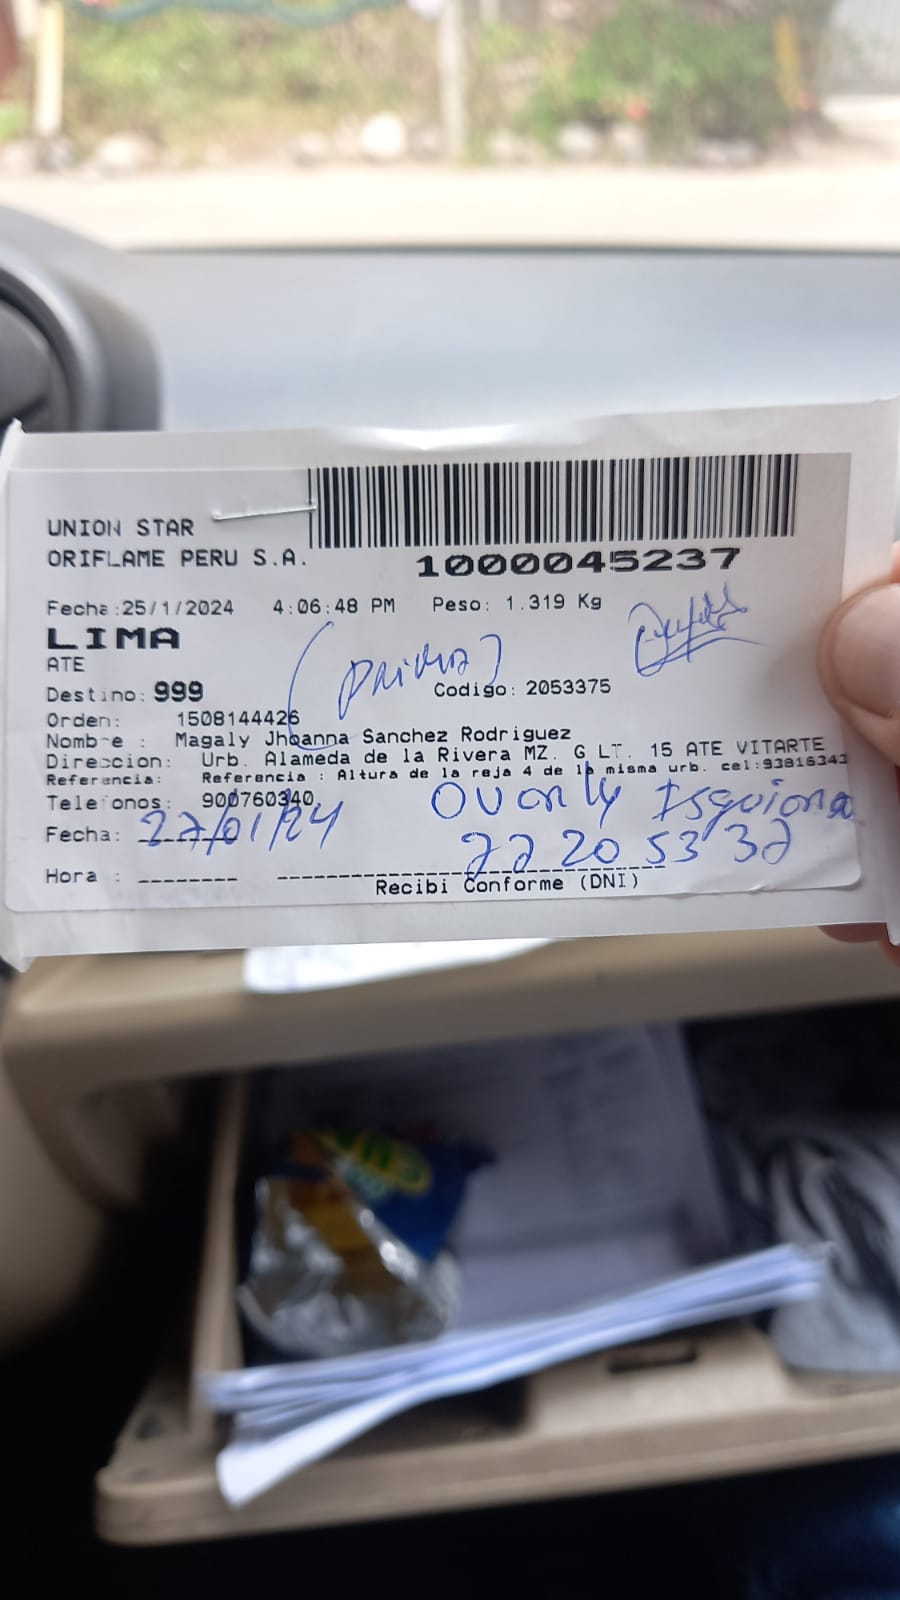 UNION STAR
ORIFLAME PERU S.A.
1000045237
Fecha:25/1/2024 4:06:48 PM Peso: 1.319 Kg
LIMA
ATE
(prima)
Destino: 999 Codigo: 2053375
Orden: 1508144426
Nombre : Magaly Jhoanna Sanchez Rodriguez
Direccion: Urb. Alameda de la Rivera MZ. G LT. 15 ATE VITARTE
Referencia: Referencia : Altura de la reja 4 de la misma urb. cel:93816343
Telefonos: 900760340
Fecha: 27/01/24
Hora :
Recibi Conforme (DNI)